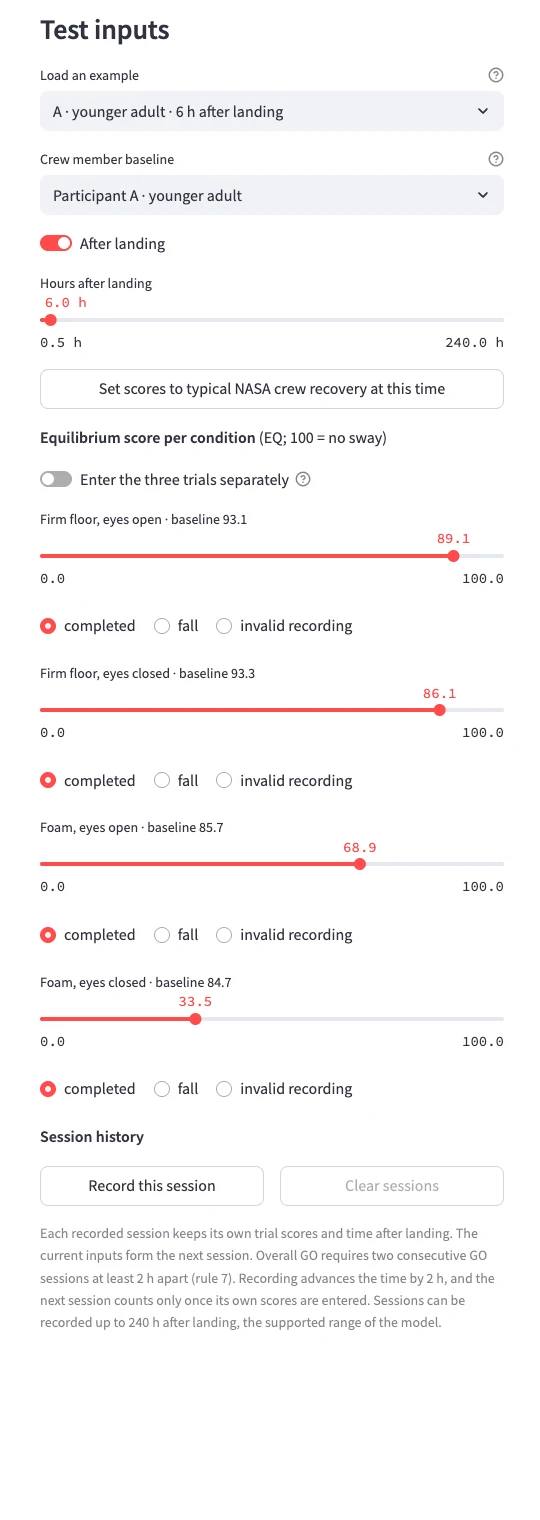 Test inputs
Load an example
A · younger adult · 6 h after landing
Crew member baseline
Participant A · younger adult
After landing
Hours after landing
6.0 h
0.5 h 240.0 h
Set scores to typical NASA crew recovery at this time
Equilibrium score per condition (EQ; 100 = no sway)
Enter the three trials separately
Firm floor, eyes open · baseline 93.1
89.1
0.0 100.0
completed fall invalid recording
Firm floor, eyes closed · baseline 93.3
86.1
0.0 100.0
completed fall invalid recording
Foam, eyes open · baseline 85.7
68.9
0.0 100.0
completed fall invalid recording
Foam, eyes closed · baseline 84.7
33.5
0.0 100.0
completed fall invalid recording
Session history
Record this session Clear sessions
Each recorded session keeps its own trial scores and time after landing. The
current inputs form the next session. Overall GO requires two consecutive GO
sessions at least 2 h apart (rule 7). Recording advances the time by 2 h, and the
next session counts only once its own scores are entered. Sessions can be
recorded up to 240 h after landing, the supported range of the model.